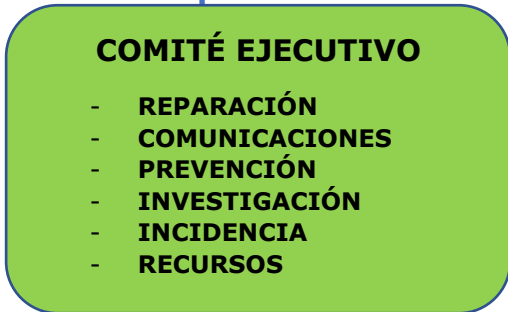 COMITÉ EJECUTIVO
- REPARACIÓN
- COMUNICACIONES
- PREVENCIÓN
- INVESTIGACIÓN
- INCIDENCIA
- RECURSOS